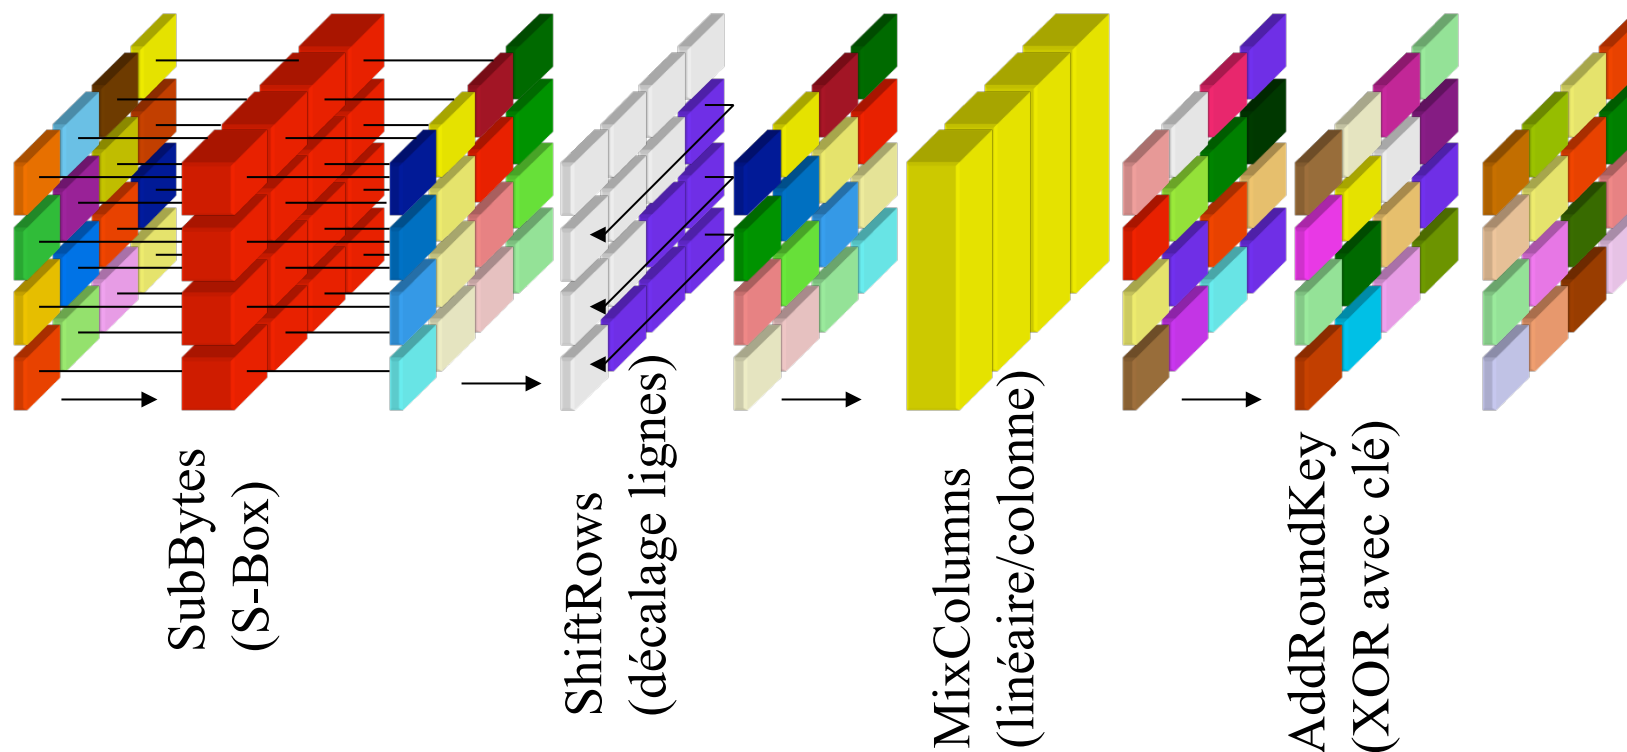 SubBytes
(S-Box)
ShiftRows
(décalage lignes)
MixColumns
(linéaire/colonne)
AddRoundKey
(XOR avec clé)